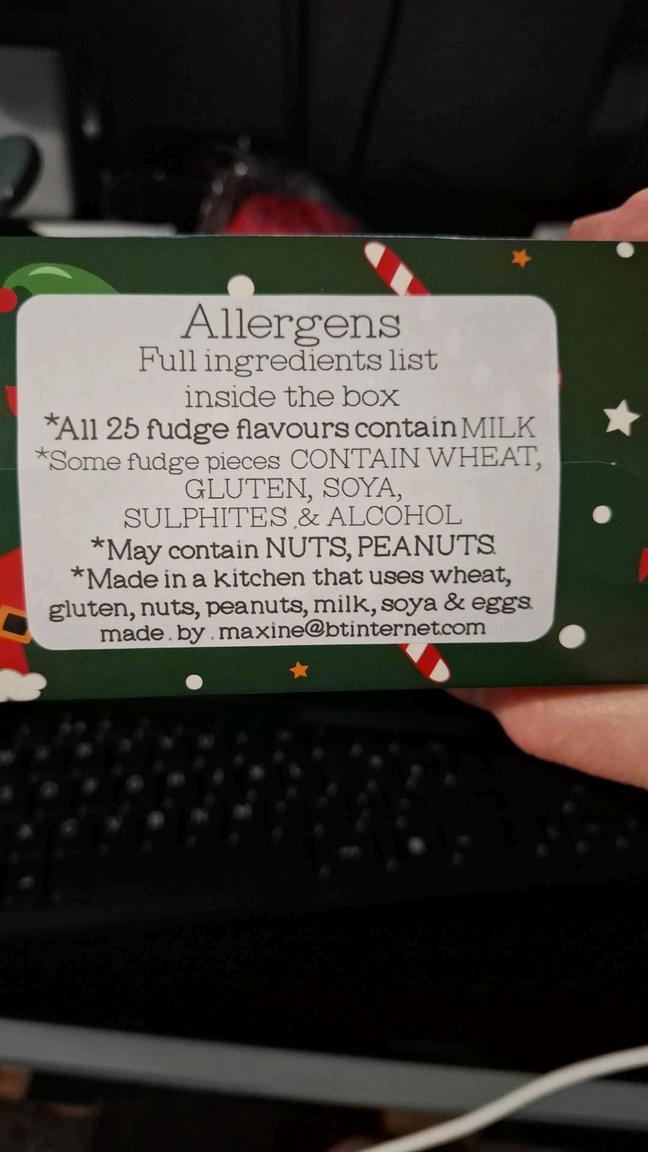 Allergens
Full ingredients list
inside the box
*All 25 fudge flavours contain MILK
*Some fudge pieces CONTAIN WHEAT,
GLUTEN, SOYA,
SULPHITES & ALCOHOL
*May contain NUTS, PEANUTS.
*Made in a kitchen that uses wheat,
gluten, nuts, peanuts, milk, soya & eggs.
made.by.maxine@btinternet.com